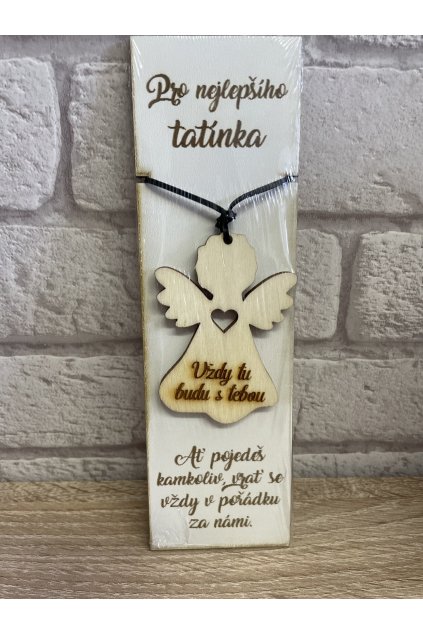 Pro nejlepšího
tatínka
Vždy tu
budu s tebou
Ať pojedeš
kamkoliv, vrať se
vždy v pořádku
za námi.